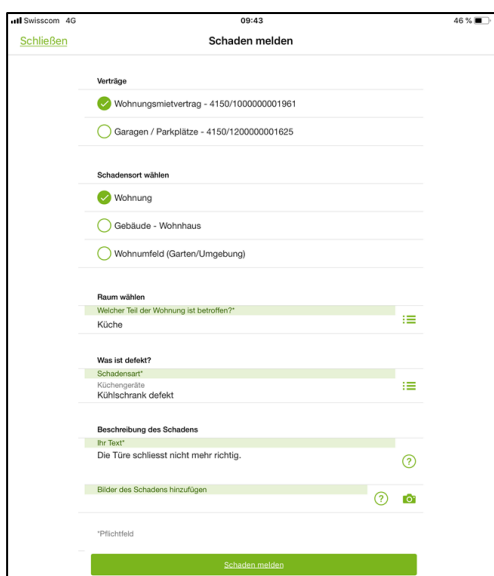 Swisscom 4G 09:43 46 %
Schließen Schaden melden
Verträge
Wohnungsmietvertrag - 4150/1000000001961
Garagen / Parkplätze - 4150/1200000001625
Schadensort wählen
Wohnung
Gebäude - Wohnhaus
Wohnumfeld (Garten/Umgebung)
Raum wählen
Welcher Teil der Wohnung ist betroffen?*
Küche
Was ist defekt?
Schadensart*
Küchengeräte
Kühlschrank defekt
Beschreibung des Schadens
Ihr Text*
Die Türe schliesst nicht mehr richtig.
?
Bilder des Schadens hinzufügen
?
*Pflichtfeld
Schaden melden